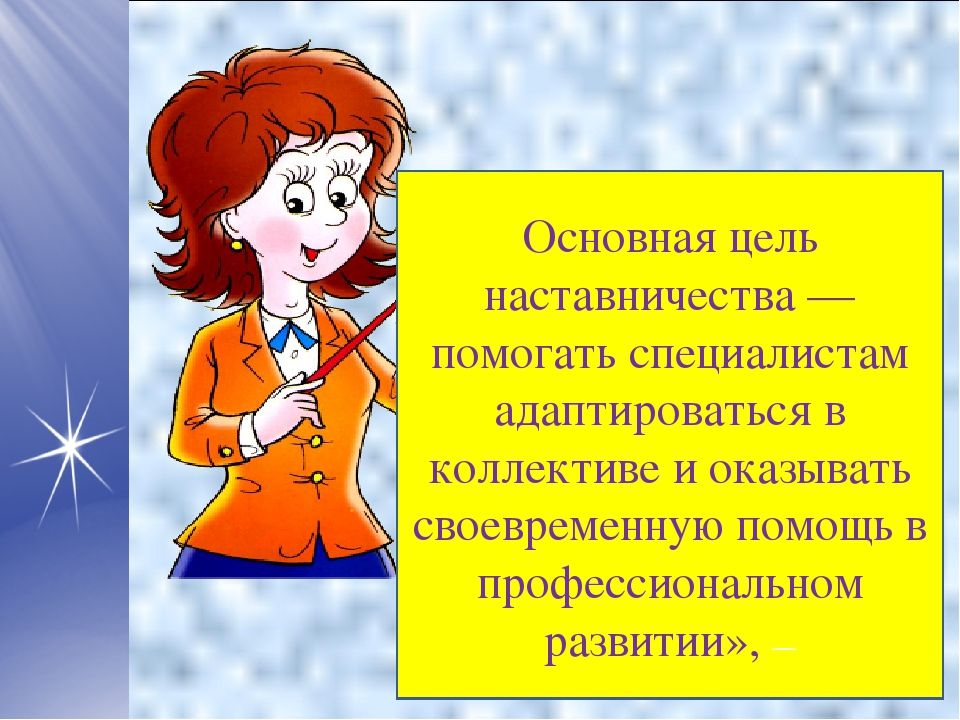 Основная цель
наставничества —
помогать специалистам
адаптироваться в
коллективе и оказывать
своевременную помощь в
профессиональном
развитии», —